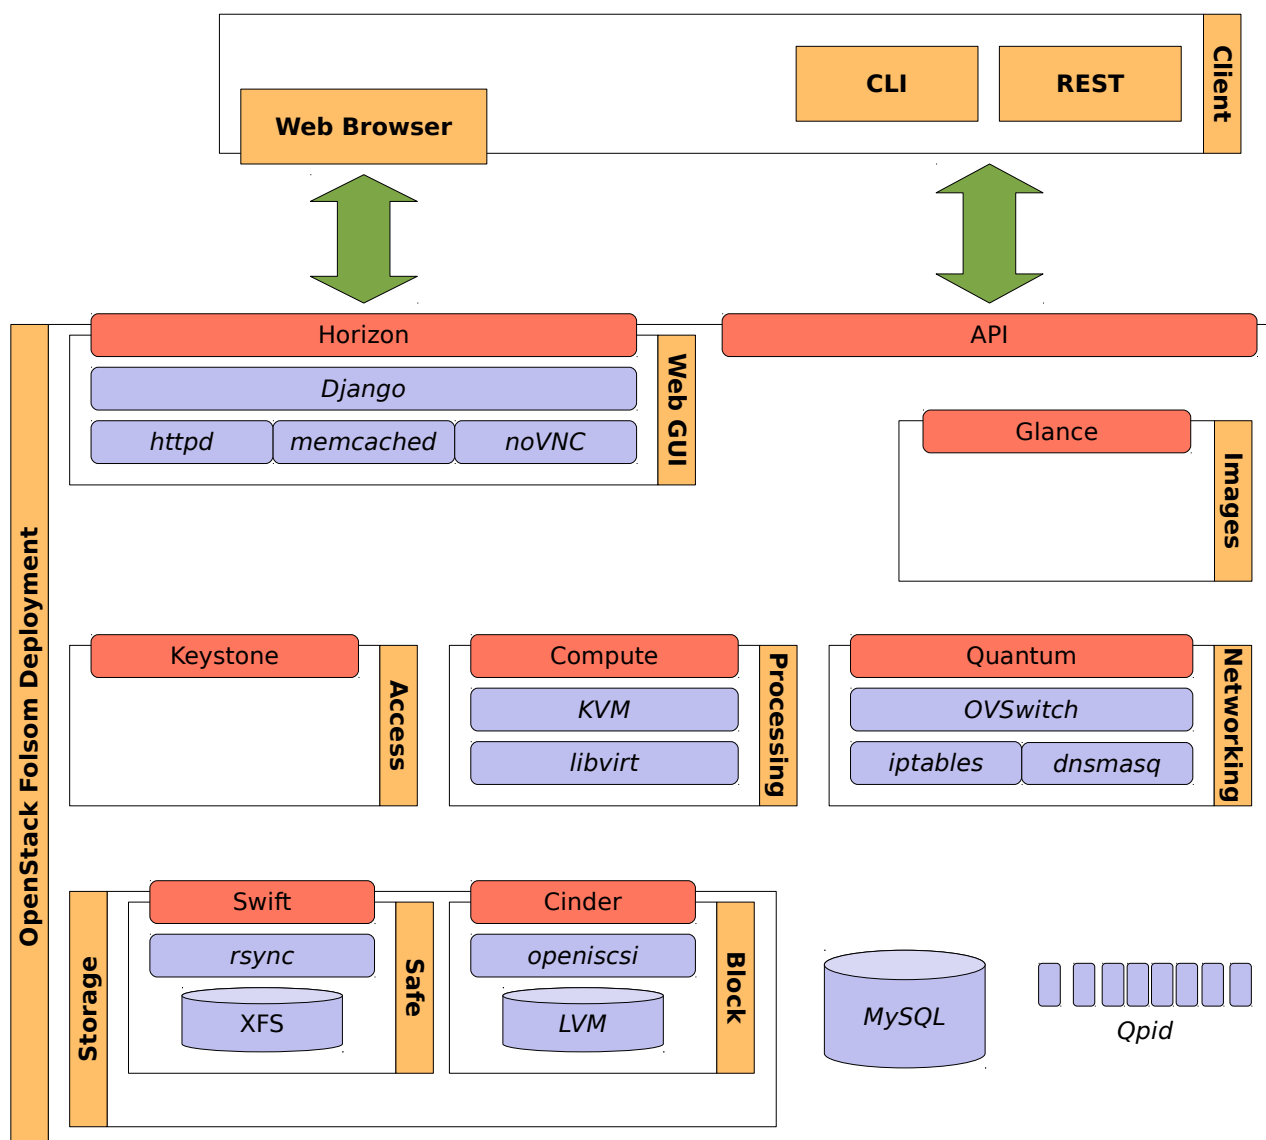 Client
CLI
REST
Web Browser
OpenStack Folsom Deployment
Horizon
API
Web GUI
Django
httpd
memcached
noVNC
Glance
Images
Keystone
Access
Compute
Processing
KVM
libvirt
Quantum
Networking
OVSwitch
iptables
dnsmasq
Storage
Swift
Safe
rsync
XFS
Cinder
Block
openiscsi
LVM
MySQL
Qpid